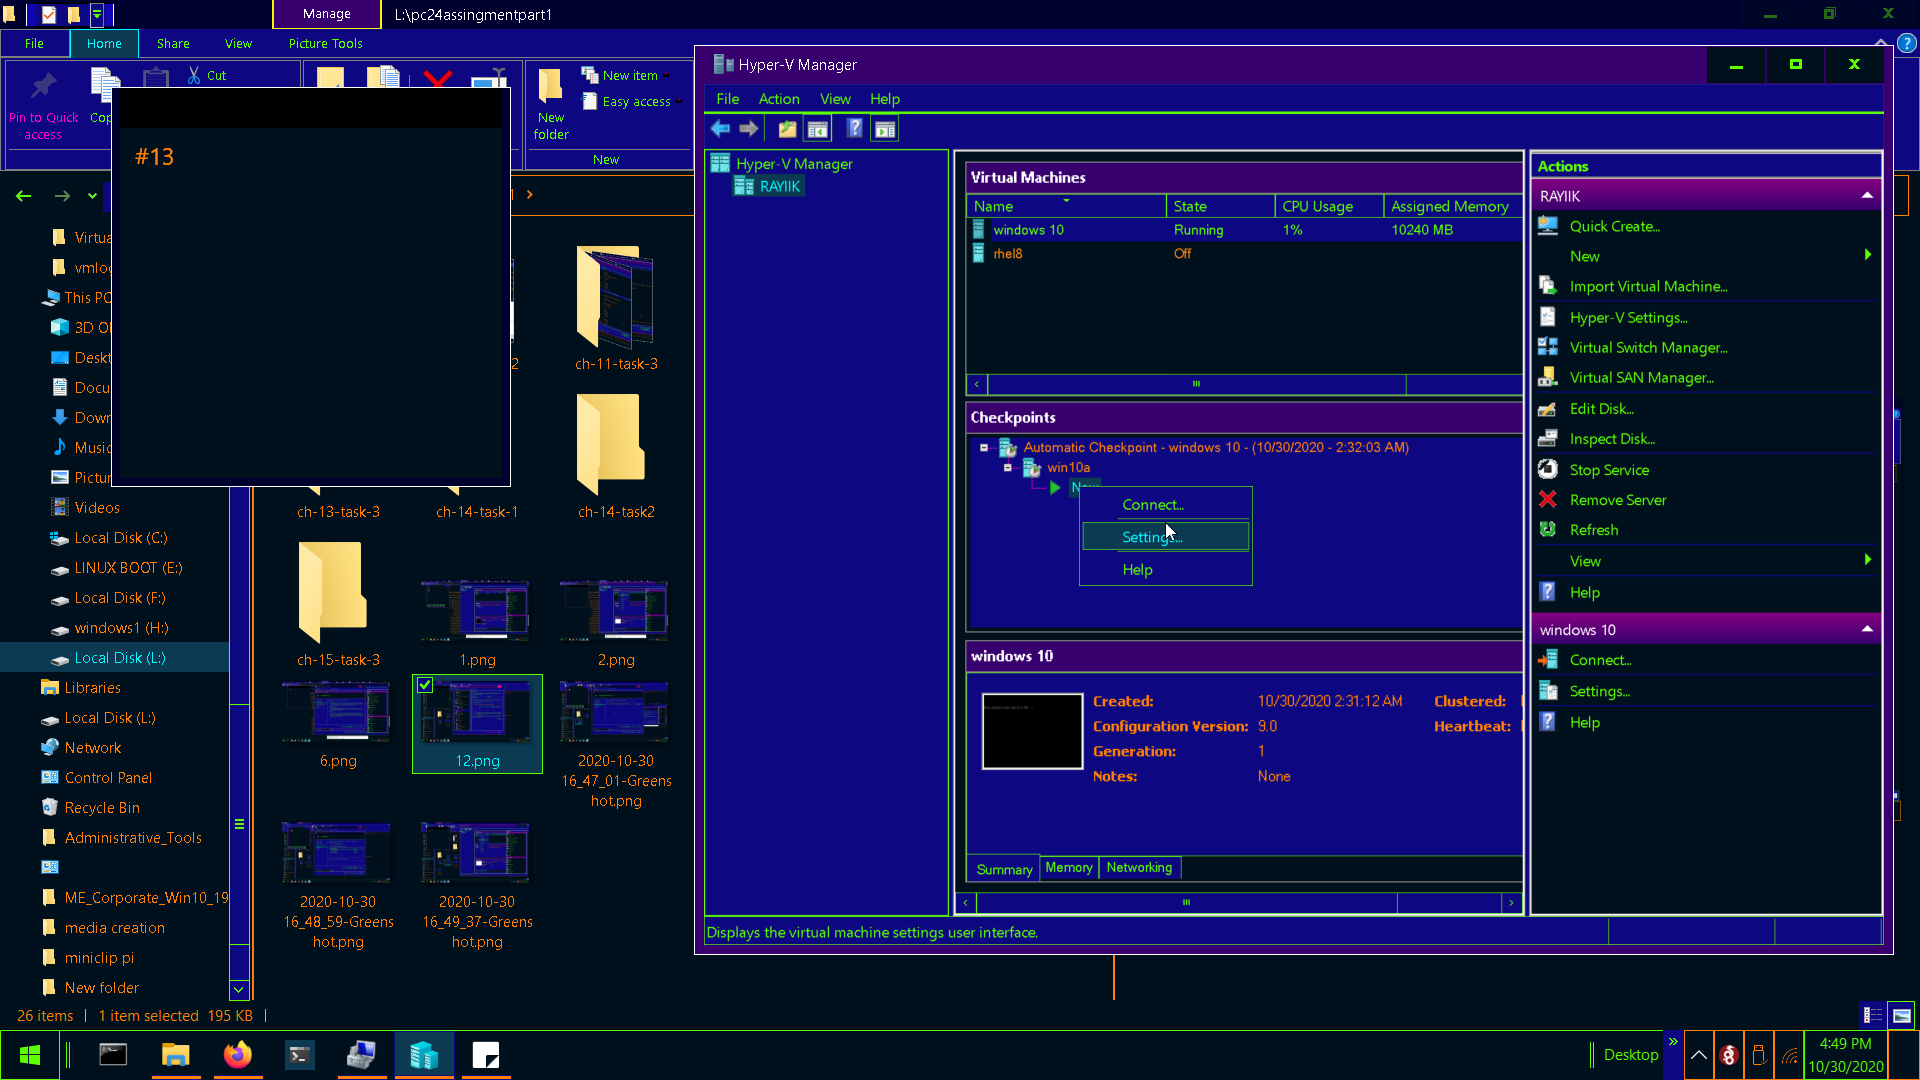 Manage
L:\pc24assingmentpart1
File
Home
Share
View
Picture Tools
Pin to Quick
access
Cut
New item
Easy access
New
folder
New
#13
Virtua
vmlo
This PC
Desk
Docu
Down
Music
Pictur
Videos
Local Disk (C:)
LINUX BOOT (E:)
Local Disk (F:)
windows1 (H:)
Local Disk (L:)
Libraries
Local Disk (L:)
Network
Control Panel
Recycle Bin
Administrative_Tools
ME_Corporate_Win10_19
media creation
miniclip pi
New folder
2
ch-11-task-3
ch-13-task-3
ch-14-task-1
ch-14-task2
ch-15-task-3
1.png
2.png
6.png
12.png
2020-10-30
16_47_01-Greens
hot.png
2020-10-30
16_48_59-Greens
hot.png
2020-10-30
16_49_37-Greens
hot.png
26 items
1 item selected 195 KB
Hyper-V Manager
File
Action
View
Help
Hyper-V Manager
RAYIIK
Virtual Machines
Name
State
CPU Usage
Assigned Memory
windows 10
Running
1%
10240 MB
rhel8
Off
Checkpoints
Automatic Checkpoint - windows 10 - (10/30/2020 - 2:32:03 AM)
win10a
Connect...
Settings...
Help
windows 10
Created:
10/30/2020 2:31:12 AM
Clustered:
Configuration Version:
9.0
Heartbeat:
Generation:
1
Notes:
None
Summary
Memory
Networking
Displays the virtual machine settings user interface.
Actions
RAYIIK
Quick Create...
New
Import Virtual Machine...
Hyper-V Settings...
Virtual Switch Manager...
Virtual SAN Manager...
Edit Disk...
Inspect Disk...
Stop Service
Remove Server
Refresh
View
Help
windows 10
Connect...
Settings...
Help
Desktop
4:49 PM
10/30/2020